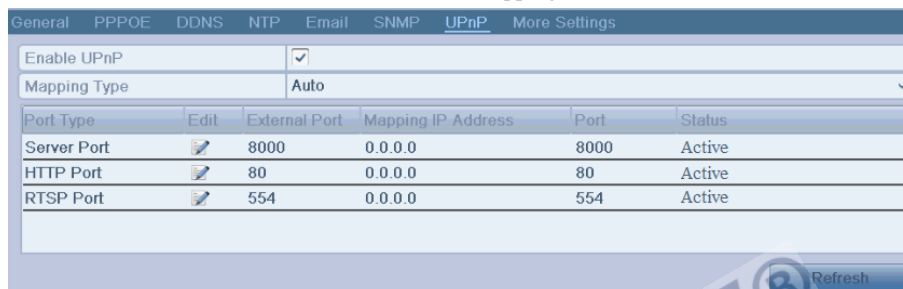 General PPPOE DDNS NTP Email SNMP UPnP More Settings
Enable UPnP
Mapping Type Auto
Port Type Edit External Port Mapping IP Address Port Status
Server Port 8000 0.0.0.0 8000 Active
HTTP Port 80 0.0.0.0 80 Active
RTSP Port 554 0.0.0.0 554 Active
Refresh